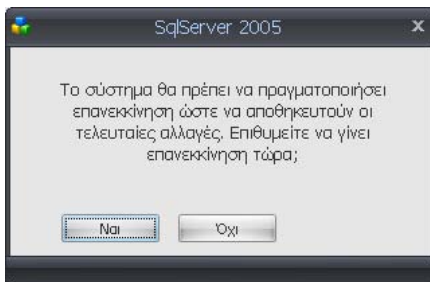 SqlServer 2005
Το σύστημα θα πρέπει να πραγματοποιήσει
επανεκκίνηση ώστε να αποθηκευτούν οι
τελευταίες αλλαγές. Επιθυμείτε να γίνει
επανεκκίνηση τώρα;
Ναι Όχι